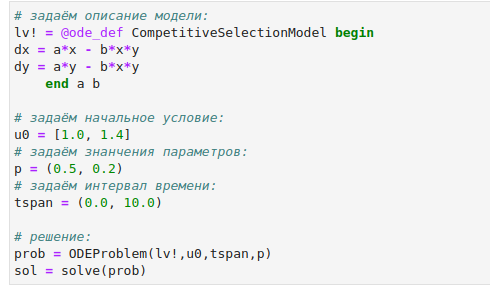 # задаём описание модели:
lv! = @ode_def CompetitiveSelectionModel begin
dx = a*x - b*x*y
dy = a*y - b*x*y
    end a b

# задаём начальное условие:
u0 = [1.0, 1.4]
# задаём знанчения параметров:
p = (0.5, 0.2)
# задаём интервал времени:
tspan = (0.0, 10.0)

# решение:
prob = ODEProblem(lv!,u0,tspan,p)
sol = solve(prob)